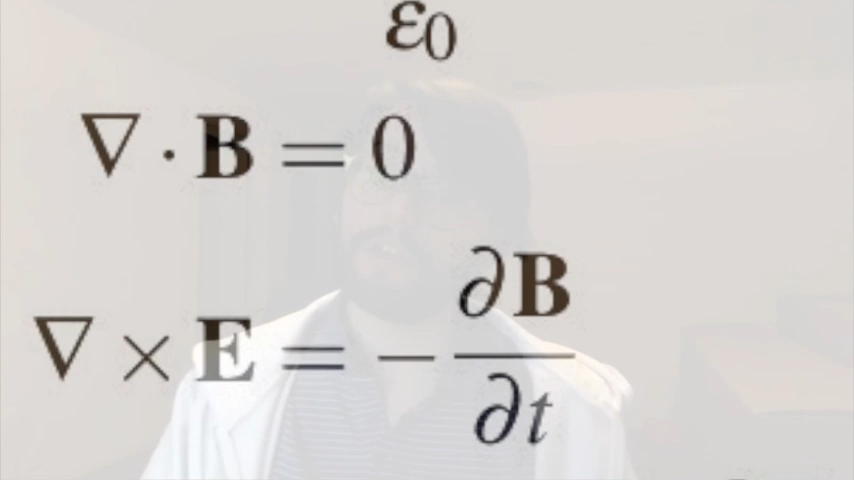 ε₀
∇ · B = 0
∇ × E = − ∂B/∂t